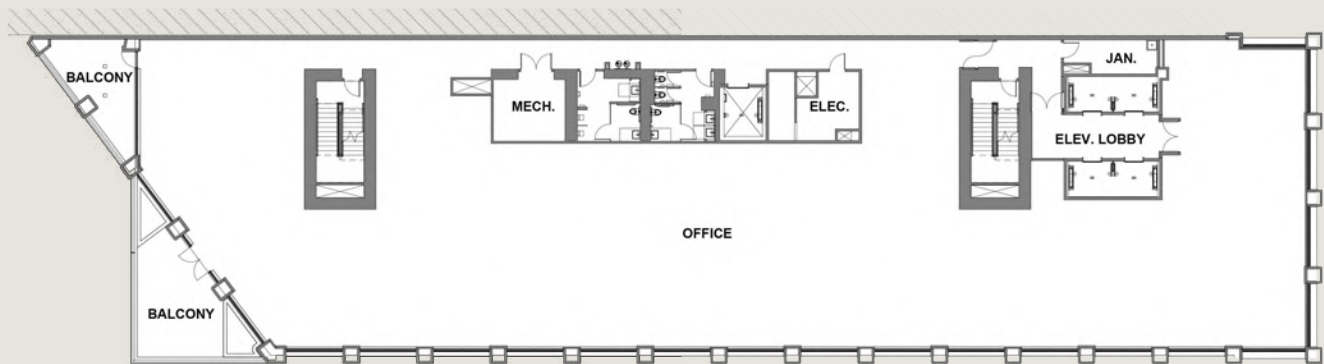 BALCONY
JAN.
MECH.
ELEC.
ELEV. LOBBY
OFFICE
BALCONY